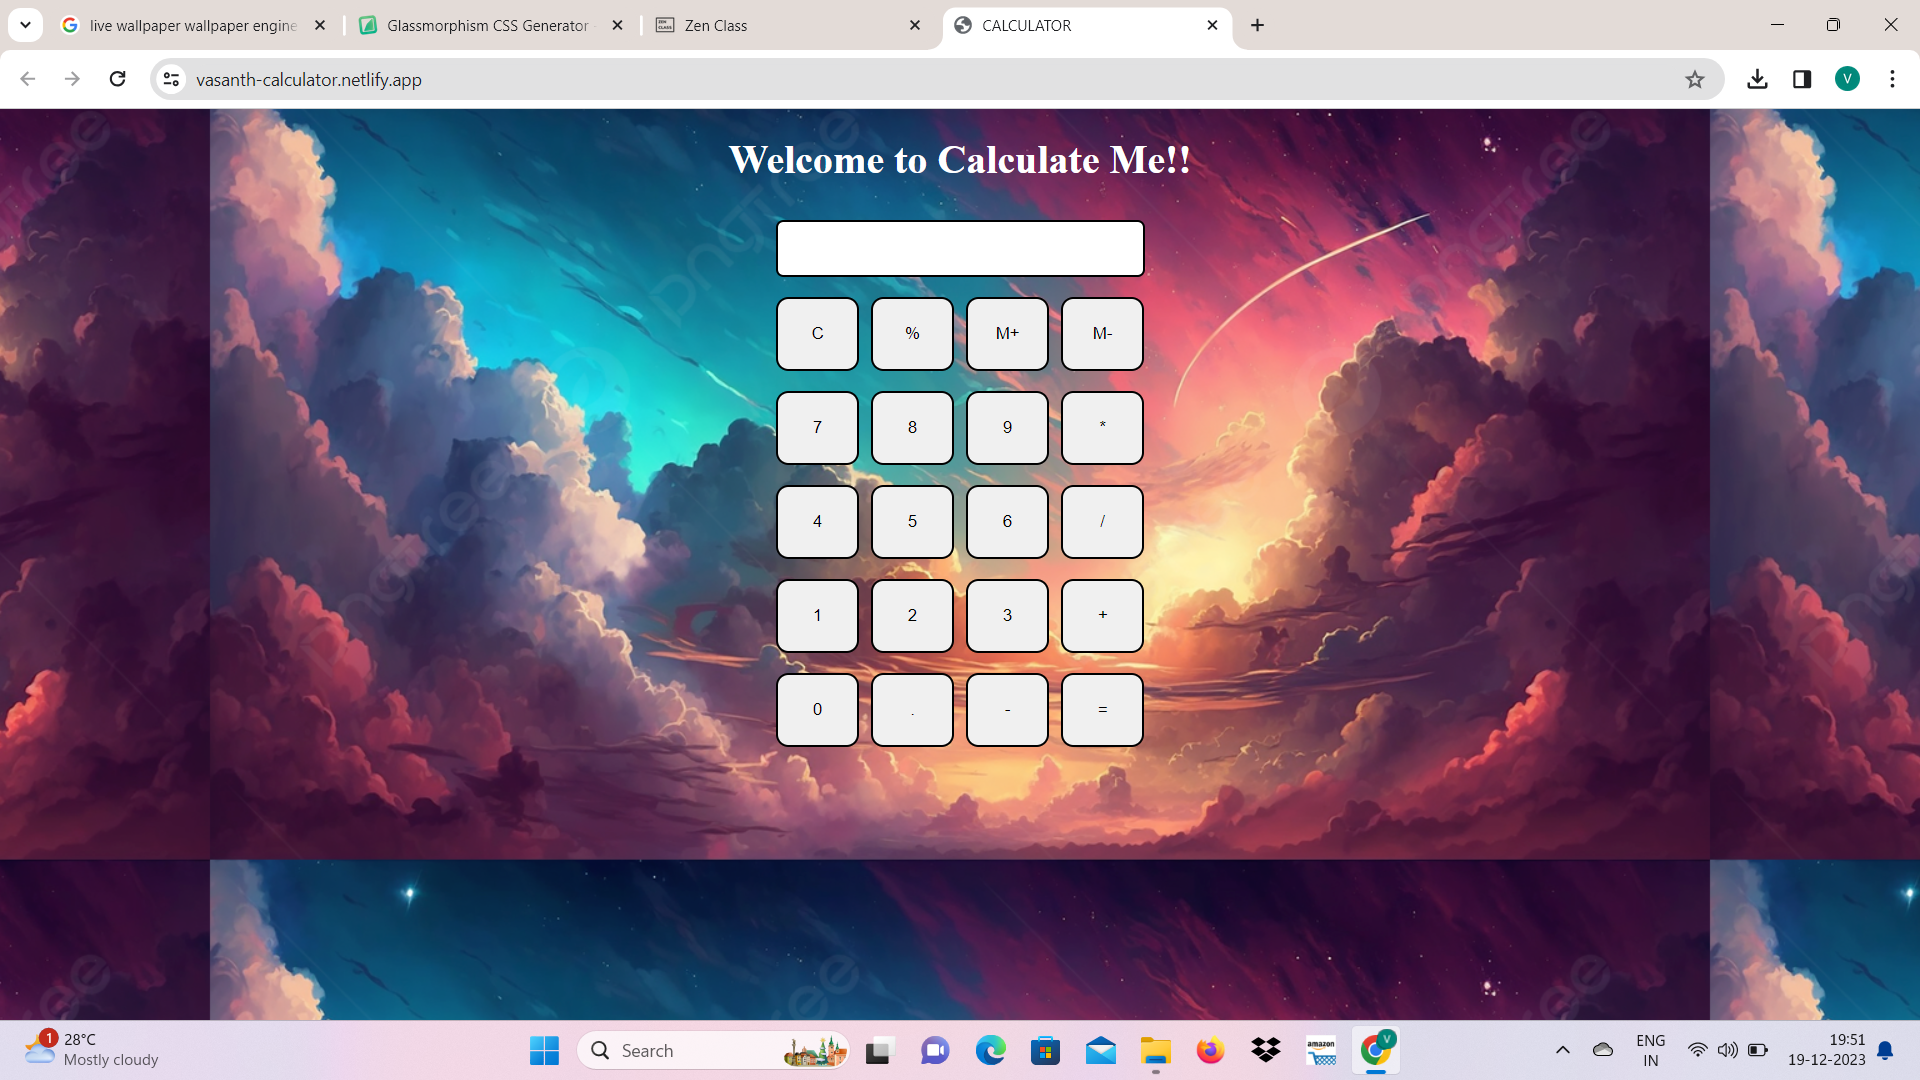 live wallpaper wallpaper engine
Glassmorphism CSS Generator
Zen Class
CALCULATOR
vasanth-calculator.netlify.app
V
Welcome to Calculate Me!!
C % M+ M-
7 8 9 *
4 5 6 /
1 2 3 +
0 . - =
pngtree
1
28°C
Mostly cloudy
Search
amazon
V
ENG
IN
19:51
19-12-2023